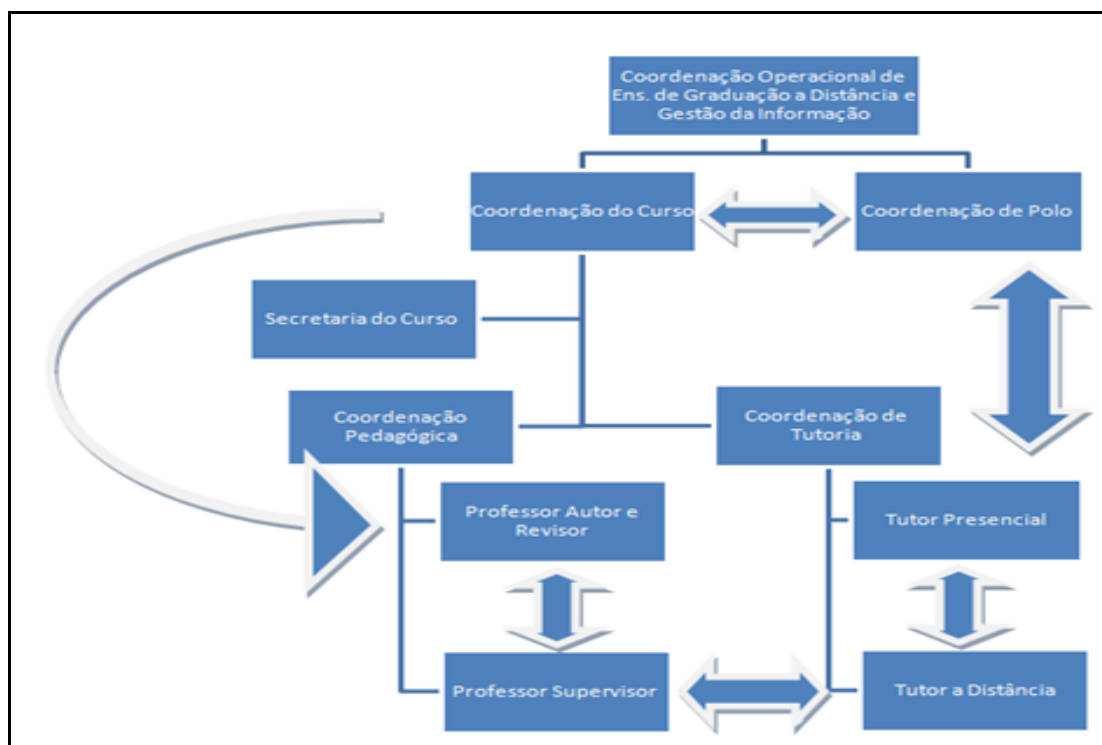 Coordenação Operacional de
Ens. de Graduação a Distância e
Gestão da Informação
Coordenação do Curso
Coordenação de Polo
Secretaria do Curso
Coordenação
Pedagógica
Coordenação de
Tutoria
Professor Autor e
Revisor
Tutor Presencial
Professor Supervisor
Tutor a Distância